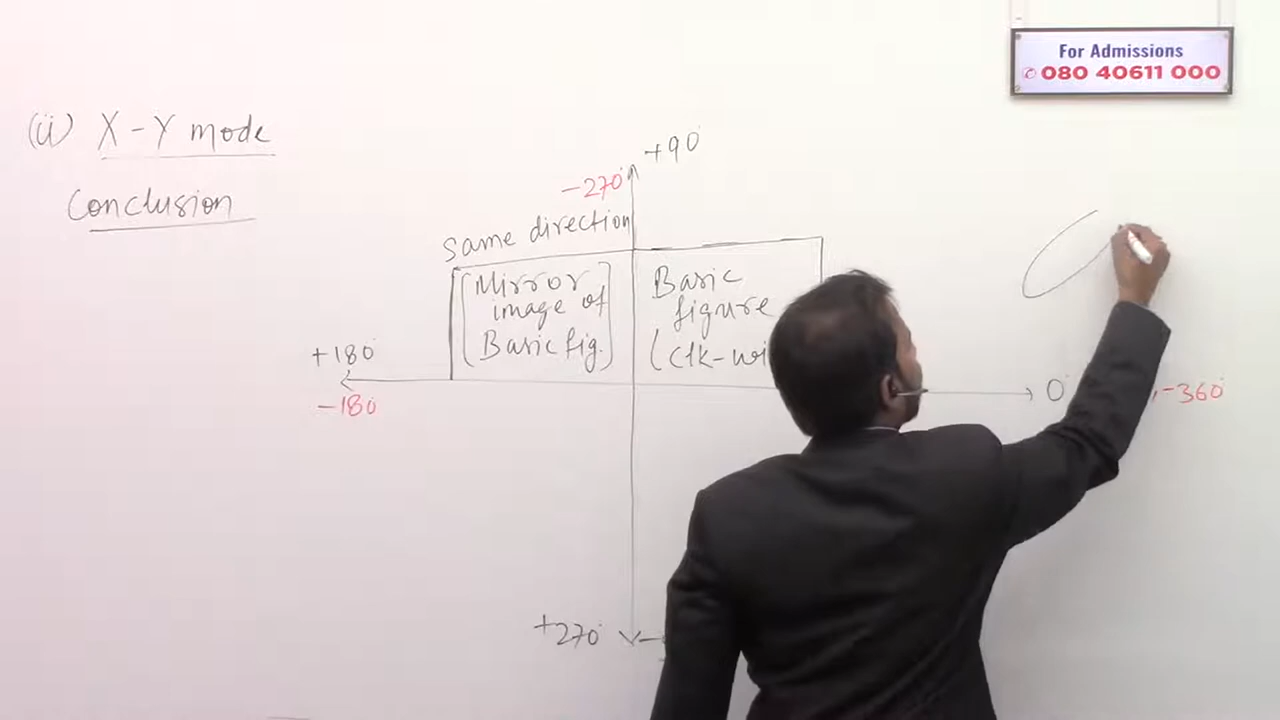 For Admissions
080 40611 000
(ii) X-Y mode
Conclusion
+90°
-270°
same direction
[Mirror image of Basic fig.]
Basic
figure
(clk-wi
+180°
-180°
0°
-360°
+270°